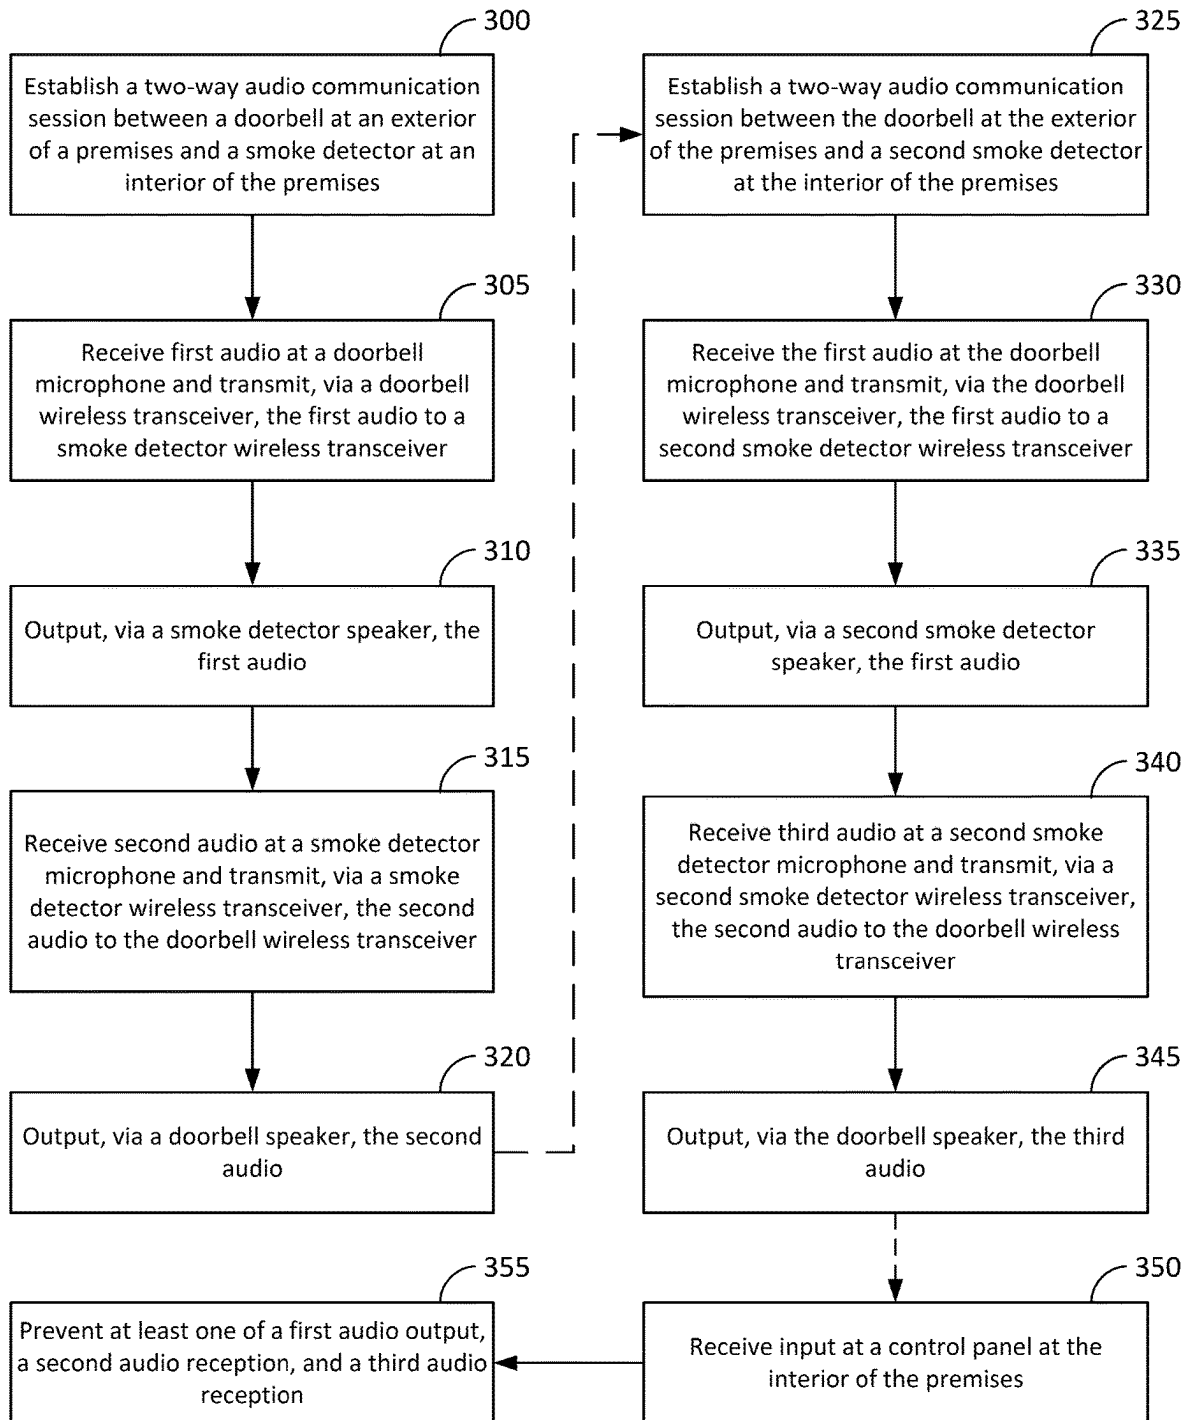 300
Establish a two-way audio communication
session between a doorbell at an exterior
of a premises and a smoke detector at an
interior of the premises
305
Receive first audio at a doorbell
microphone and transmit, via a doorbell
wireless transceiver, the first audio to a
smoke detector wireless transceiver
310
Output, via a smoke detector speaker, the
first audio
315
Receive second audio at a smoke detector
microphone and transmit, via a smoke
detector wireless transceiver, the second
audio to the doorbell wireless transceiver
320
Output, via a doorbell speaker, the second
audio
325
Establish a two-way audio communication
session between the doorbell at the exterior
of the premises and a second smoke detector
at the interior of the premises
330
Receive the first audio at the doorbell
microphone and transmit, via the doorbell
wireless transceiver, the first audio to a
second smoke detector wireless transceiver
335
Output, via a second smoke detector
speaker, the first audio
340
Receive third audio at a second smoke
detector microphone and transmit, via a
second smoke detector wireless transceiver,
the second audio to the doorbell wireless
transceiver
345
Output, via the doorbell speaker, the third
audio
350
Receive input at a control panel at the
interior of the premises
355
Prevent at least one of a first audio output,
a second audio reception, and a third audio
reception